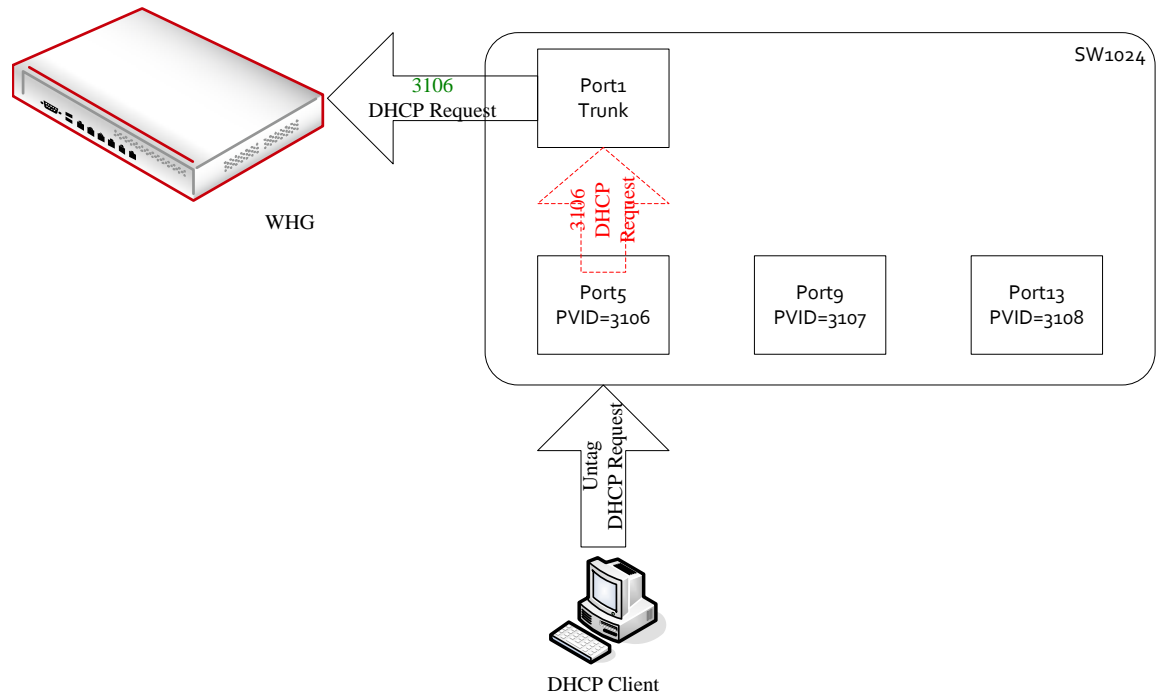 SW1024
Port1
Trunk
3106
DHCP Request
WHG
3106
DHCP
Request
Port5
PVID=3106
Port9
PVID=3107
Port13
PVID=3108
Untag
DHCP Request
DHCP Client